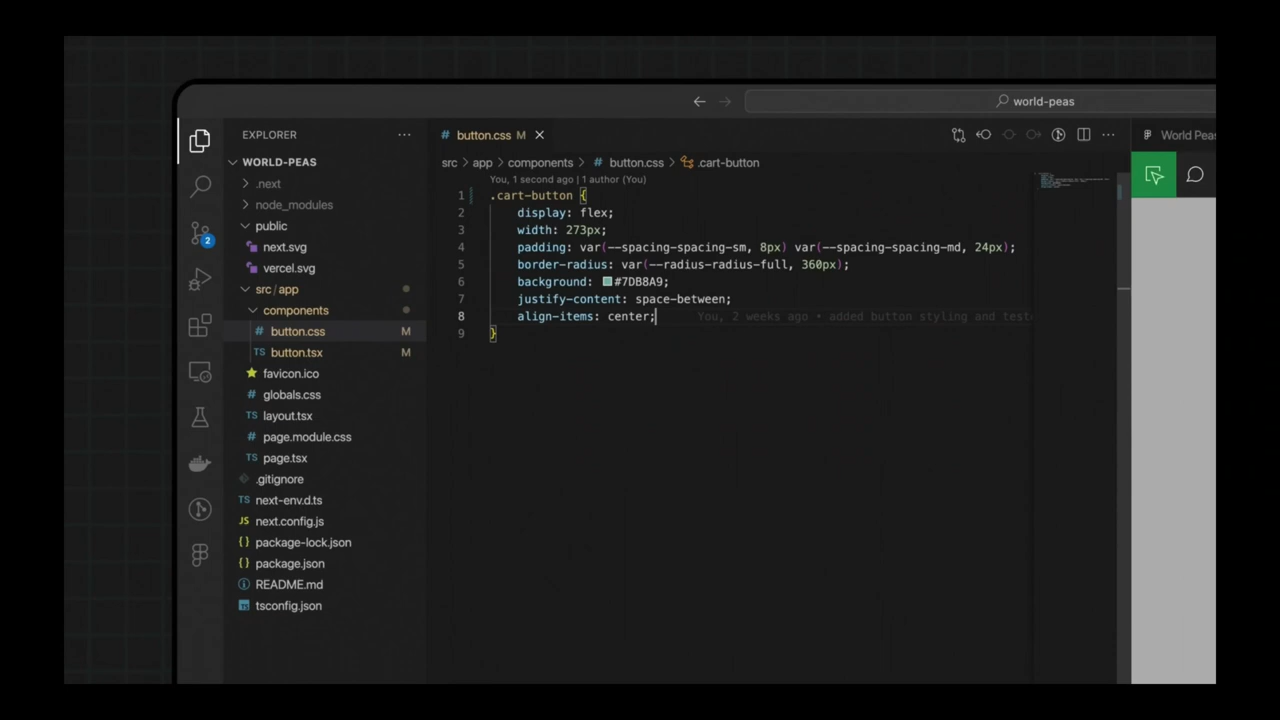 world-peas
EXPLORER
button.css M
World Peas
WORLD-PEAS
src > app > components > # button.css > .cart-button
.next
node_modules
public
next.svg
vercel.svg
src/app
components
button.css M
button.tsx M
favicon.ico
globals.css
layout.tsx
page.module.css
page.tsx
.gitignore
next-env.d.ts
next.config.js
package-lock.json
package.json
README.md
tsconfig.json
2
You, 1 second ago | 1 author (You)
1 .cart-button {
2 display: flex;
3 width: 273px;
4 padding: var(--spacing-spacing-sm, 8px) var(--spacing-spacing-md, 24px);
5 border-radius: var(--radius-radius-full, 360px);
6 background: #7DB8A9;
7 justify-content: space-between;
8 align-items: center; You, 2 weeks ago • added button styling and test
9 }